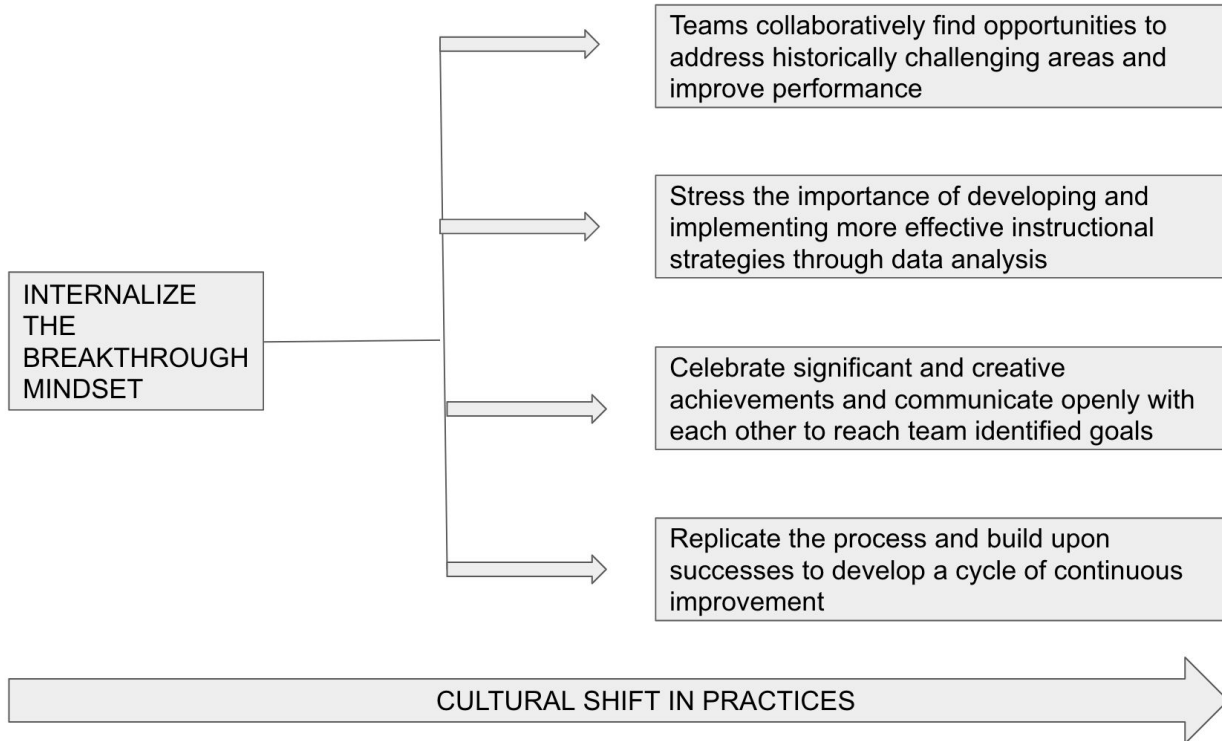 Teams collaboratively find opportunities to
address historically challenging areas and
improve performance
Stress the importance of developing and
implementing more effective instructional
strategies through data analysis
INTERNALIZE
THE
BREAKTHROUGH
MINDSET
Celebrate significant and creative
achievements and communicate openly with
each other to reach team identified goals
Replicate the process and build upon
successes to develop a cycle of continuous
improvement
CULTURAL SHIFT IN PRACTICES